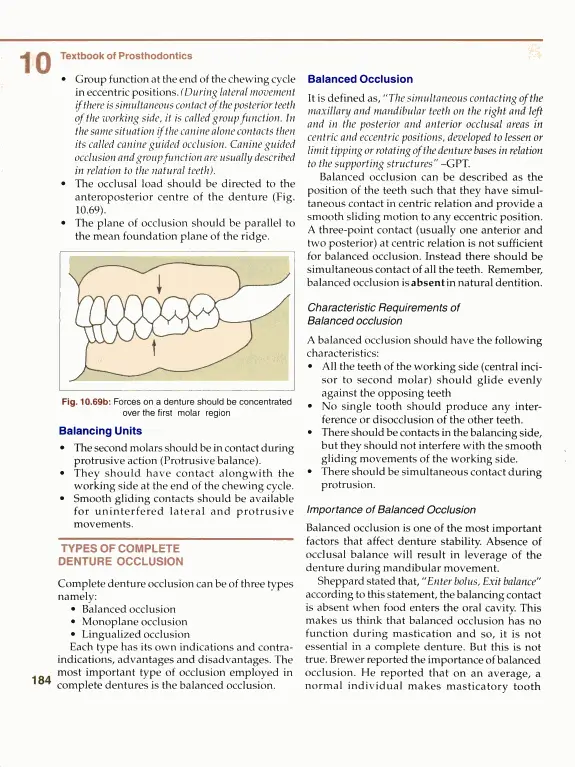 10
Textbook of Prosthodontics
• Group function at the end of the chewing cycle
in eccentric positions. (During lateral movement
if there is simultaneous contact of the posterior teeth
of the working side, it is called group function. In
the same situation if the canine alone contacts then
its called canine guided occlusion. Canine guided
occlusion and group function are usually described
in relation to the natural teeth).
• The occlusal load should be directed to the
anteroposterior centre of the denture (Fig.
10.69).
• The plane of occlusion should be parallel to
the mean foundation plane of the ridge.
Fig. 10.69b: Forces on a denture should be concentrated
over the first molar region
Balancing Units
• The second molars should be in contact during
protrusive action (Protrusive balance).
• They should have contact alongwith the
working side at the end of the chewing cycle.
• Smooth gliding contacts should be available
for uninterfered lateral and protrusive
movements.
TYPES OF COMPLETE
DENTURE OCCLUSION
Complete denture occlusion can be of three types
namely:
• Balanced occlusion
• Monoplane occlusion
• Lingualized occlusion
Each type has its own indications and contra-
indications, advantages and disadvantages. The
most important type of occlusion employed in
complete dentures is the balanced occlusion.
184
Balanced Occlusion
It is defined as, "The simultaneous contacting of the
maxillary and mandibular teeth on the right and left
and in the posterior and anterior occlusal areas in
centric and eccentric positions, developed to lessen or
limit tipping or rotating of the denture bases in relation
to the supporting structures" –GPT.
Balanced occlusion can be described as the
position of the teeth such that they have simul-
taneous contact in centric relation and provide a
smooth sliding motion to any eccentric position.
A three-point contact (usually one anterior and
two posterior) at centric relation is not sufficient
for balanced occlusion. Instead there should be
simultaneous contact of all the teeth. Remember,
balanced occlusion is absent in natural dentition.
Characteristic Requirements of
Balanced occlusion
A balanced occlusion should have the following
characteristics:
• All the teeth of the working side (central inci-
sor to second molar) should glide evenly
against the opposing teeth
• No single tooth should produce any inter-
ference or disocclusion of the other teeth.
• There should be contacts in the balancing side,
but they should not interfere with the smooth
gliding movements of the working side.
• There should be simultaneous contact during
protrusion.
Importance of Balanced Occlusion
Balanced occlusion is one of the most important
factors that affect denture stability. Absence of
occlusal balance will result in leverage of the
denture during mandibular movement.
Sheppard stated that, "Enter bolus, Exit balance"
according to this statement, the balancing contact
is absent when food enters the oral cavity. This
makes us think that balanced occlusion has no
function during mastication and so, it is not
essential in a complete denture. But this is not
true. Brewer reported the importance of balanced
occlusion. He reported that on an average, a
normal individual makes masticatory tooth